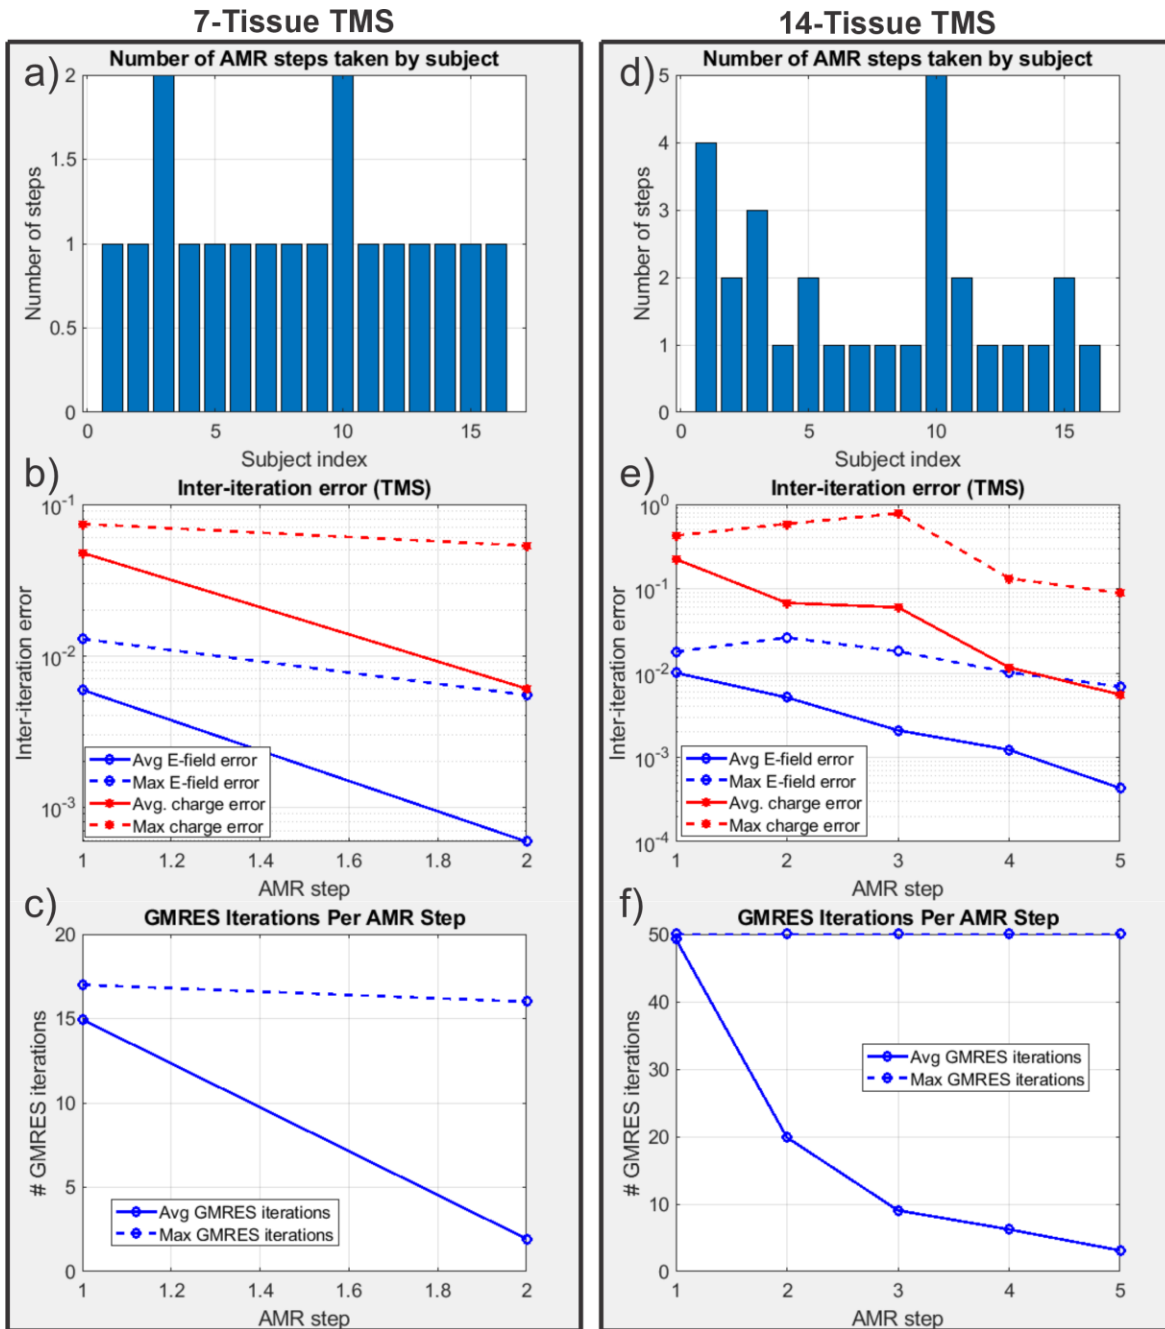 7-Tissue TMS
a)
Number of AMR steps taken by subject
2
1.5
1
0.5
0
Number of steps
0 5 10 15
Subject index
b)
Inter-iteration error (TMS)
10^-1
10^-2
10^-3
Inter-iteration error
Avg E-field error
Max E-field error
Avg. charge error
Max charge error
1 1.2 1.4 1.6 1.8 2
AMR step
c)
GMRES Iterations Per AMR Step
20
15
10
5
0
# GMRES iterations
Avg GMRES iterations
Max GMRES iterations
1 1.2 1.4 1.6 1.8 2
AMR step
14-Tissue TMS
d)
Number of AMR steps taken by subject
5
4
3
2
1
0
Number of steps
0 5 10 15
Subject index
e)
Inter-iteration error (TMS)
10^0
10^-1
10^-2
10^-3
10^-4
Inter-iteration error
Avg E-field error
Max E-field error
Avg. charge error
Max charge error
1 2 3 4 5
AMR step
f)
GMRES Iterations Per AMR Step
50
40
30
20
10
0
# GMRES iterations
Avg GMRES iterations
Max GMRES iterations
1 2 3 4 5
AMR step